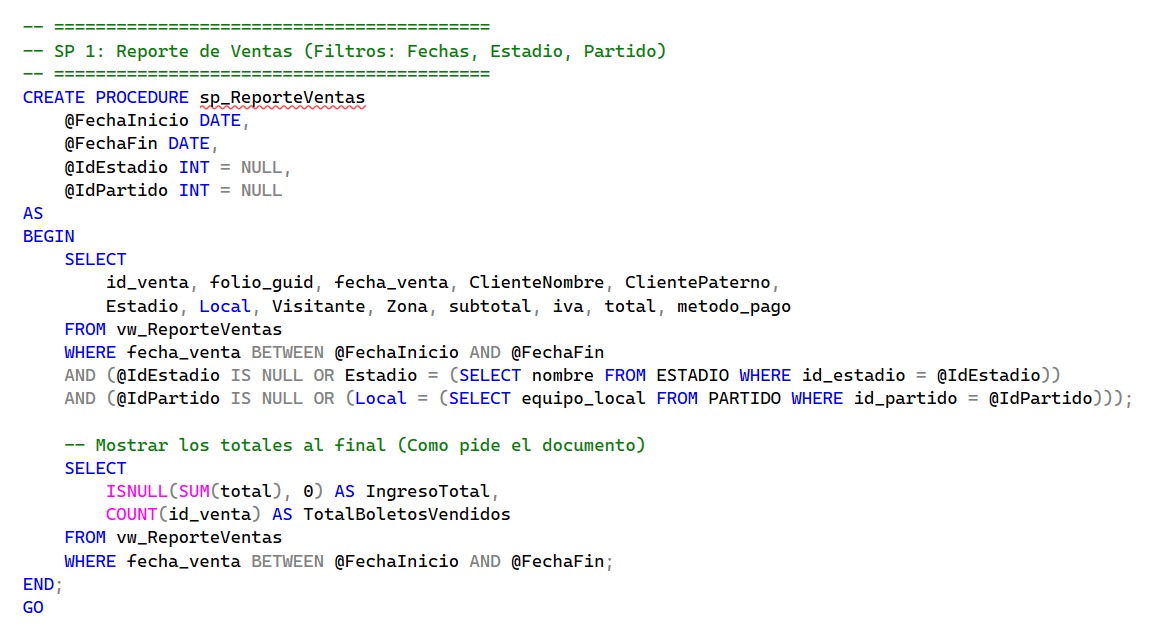 -- ==========================================
-- SP 1: Reporte de Ventas (Filtros: Fechas, Estadio, Partido)
-- ==========================================
CREATE PROCEDURE sp_ReporteVentas
    @FechaInicio DATE,
    @FechaFin DATE,
    @IdEstadio INT = NULL,
    @IdPartido INT = NULL
AS
BEGIN
    SELECT
        id_venta, folio_guid, fecha_venta, ClienteNombre, ClientePaterno,
        Estadio, Local, Visitante, Zona, subtotal, iva, total, metodo_pago
    FROM vw_ReporteVentas
    WHERE fecha_venta BETWEEN @FechaInicio AND @FechaFin
    AND (@IdEstadio IS NULL OR Estadio = (SELECT nombre FROM ESTADIO WHERE id_estadio = @IdEstadio))
    AND (@IdPartido IS NULL OR (Local = (SELECT equipo_local FROM PARTIDO WHERE id_partido = @IdPartido)));

    -- Mostrar los totales al final (Como pide el documento)
    SELECT
        ISNULL(SUM(total), 0) AS IngresoTotal,
        COUNT(id_venta) AS TotalBoletosVendidos
    FROM vw_ReporteVentas
    WHERE fecha_venta BETWEEN @FechaInicio AND @FechaFin;
END;
GO